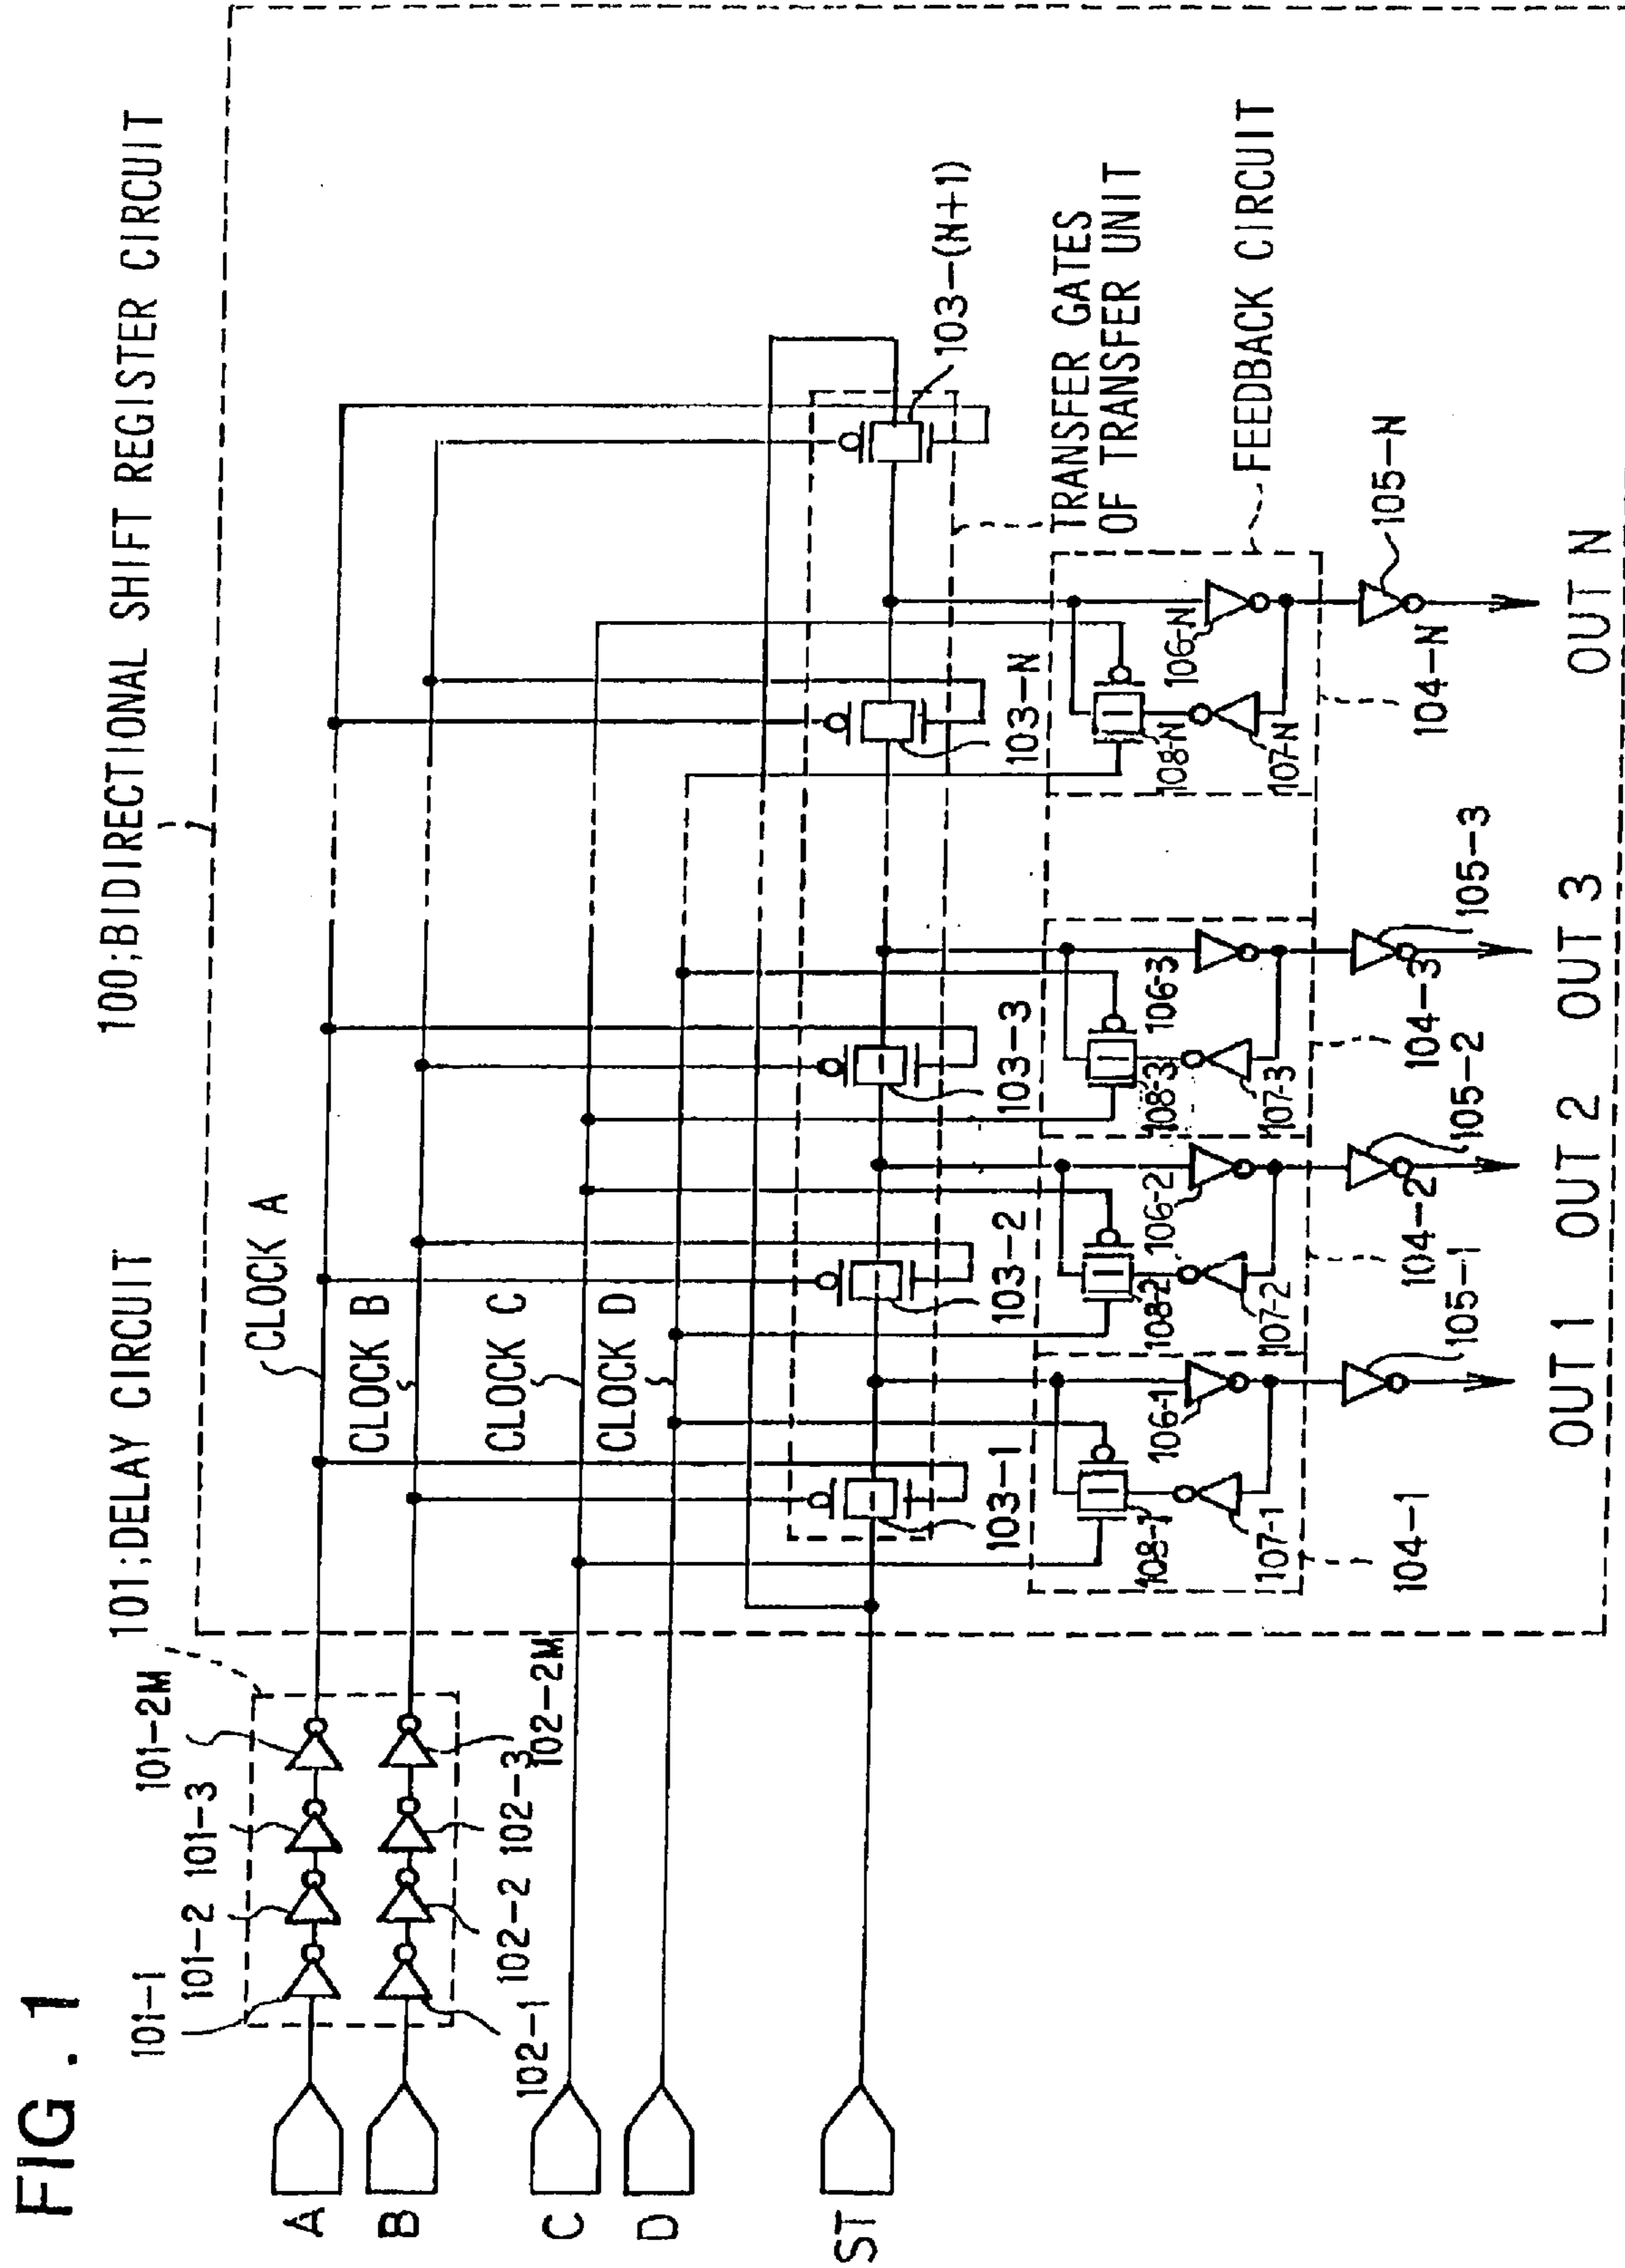 FIG. 1
100;BIDIRECTIONAL SHIFT REGISTER CIRCUIT
101;DELAY CIRCUIT
101-1
101-2
101-3
101-2M
102-1
102-2
102-3
102-2M
A
B
C
D
ST
CLOCK A
CLOCK B
CLOCK C
CLOCK D
103-1
103-2
103-3
103-N
103-(N+1)
TRANSFER GATES
OF TRANSFER UNIT
FEEDBACK CIRCUIT
106-1
106-2
106-3
106-N
108-1
108-2
108-3
108-N
107-1
107-2
107-3
107-N
104-1
104-2
104-3
104-N
105-1
105-2
105-3
105-N
OUT 1
OUT 2
OUT 3
OUT N